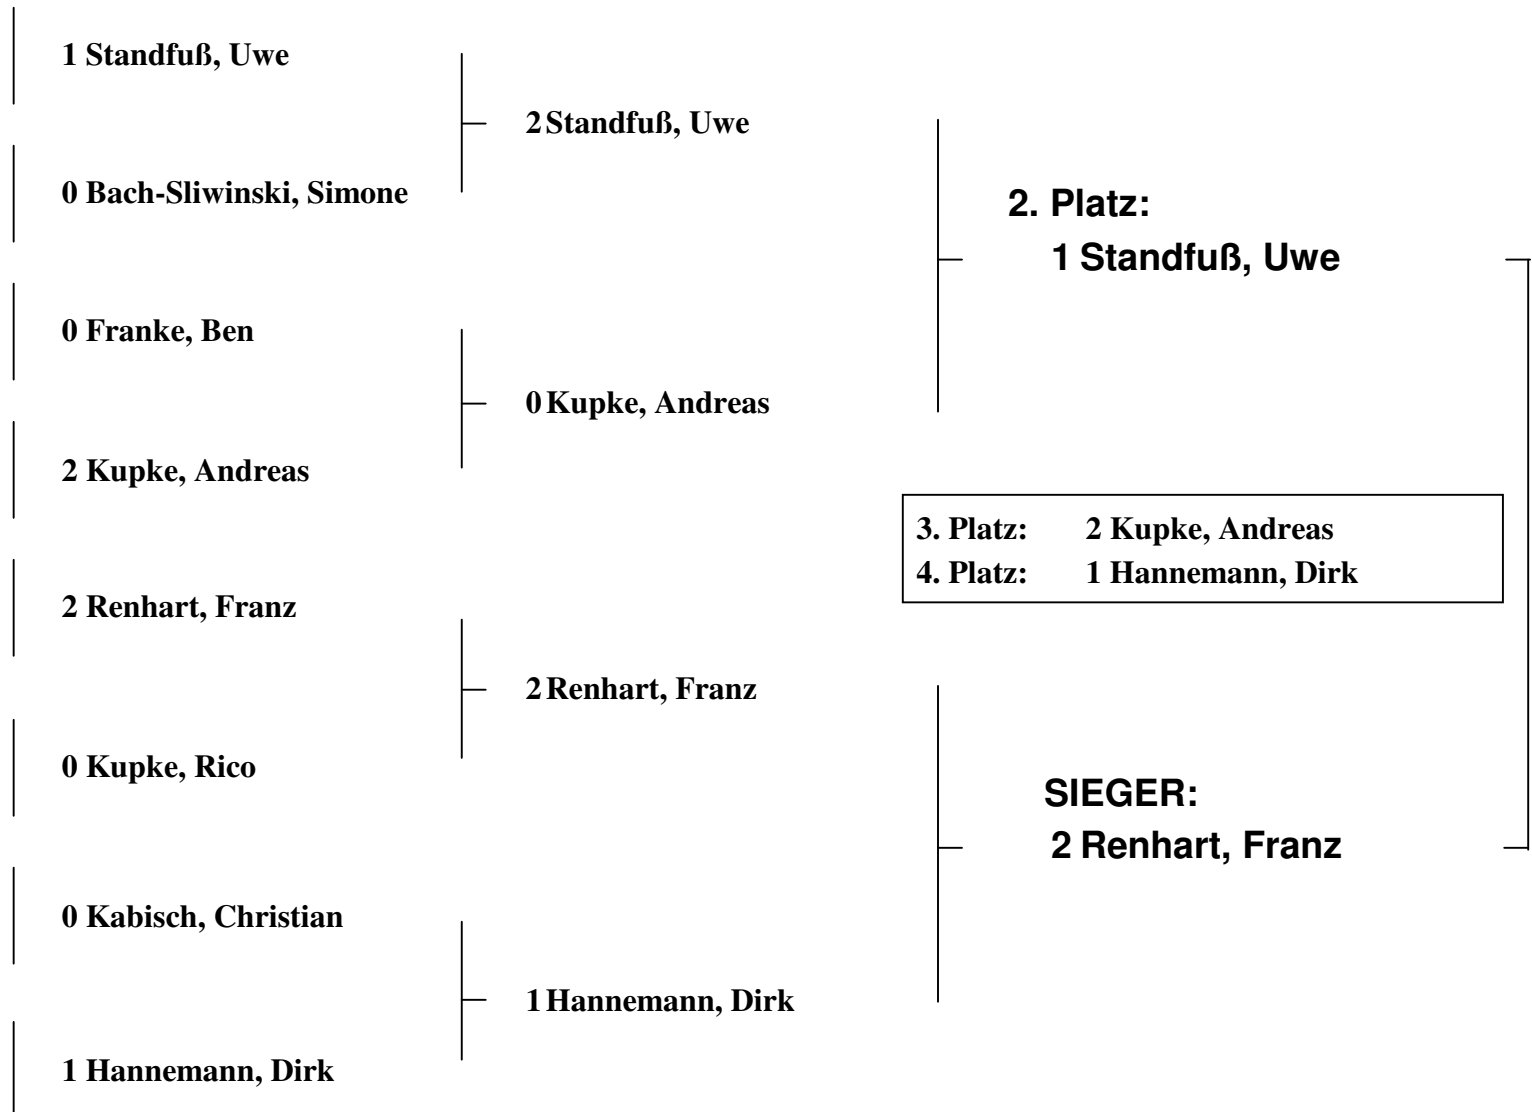 1 Standfuß, Uwe
2 Standfuß, Uwe
0 Bach-Sliwinski, Simone
2. Platz:
1 Standfuß, Uwe
0 Franke, Ben
0 Kupke, Andreas
2 Kupke, Andreas
3. Platz: 2 Kupke, Andreas
4. Platz: 1 Hannemann, Dirk
2 Renhart, Franz
2 Renhart, Franz
0 Kupke, Rico
SIEGER:
2 Renhart, Franz
0 Kabisch, Christian
1 Hannemann, Dirk
1 Hannemann, Dirk